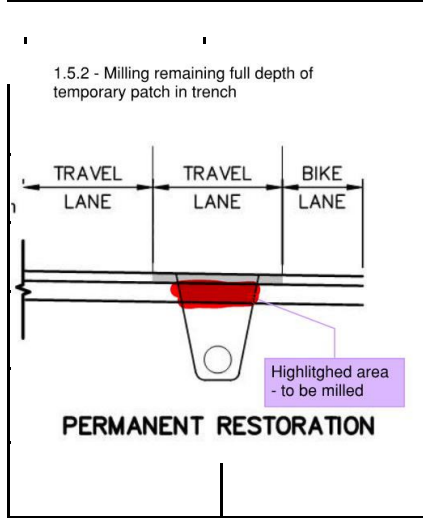 1.5.2 - Milling remaining full depth of
temporary patch in trench
TRAVEL TRAVEL BIKE
LANE LANE LANE
Highlitghed area
- to be milled
PERMANENT RESTORATION